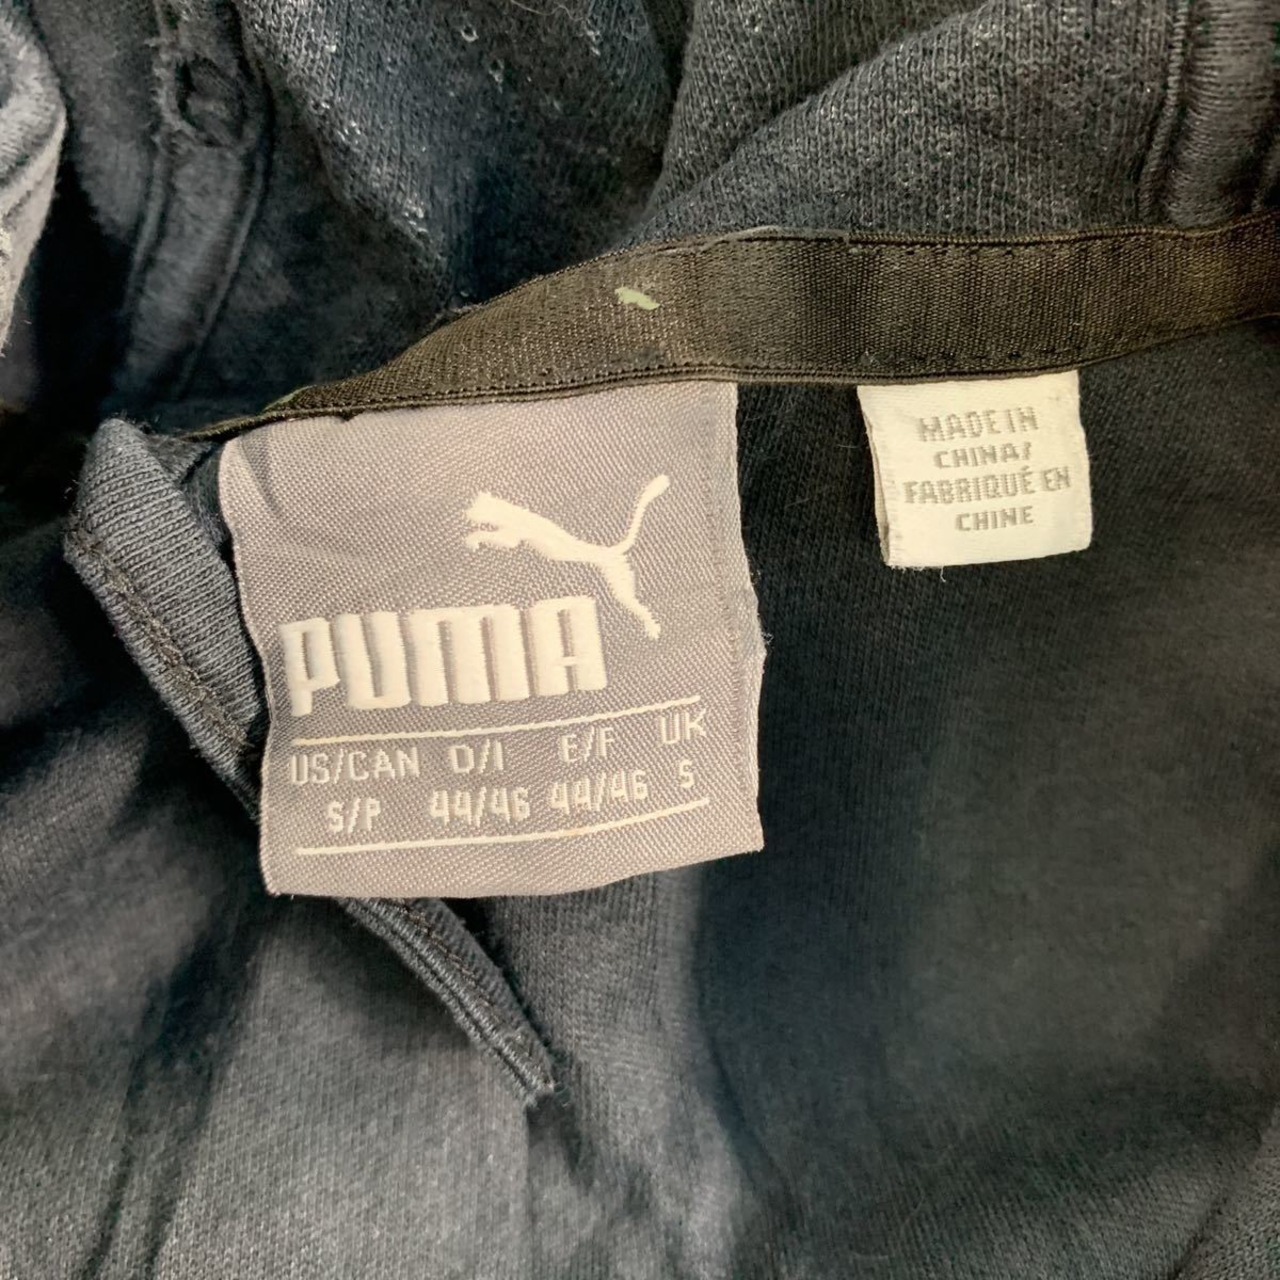 PUMA
US/CAN D/I E/F UK
S/P 44/46 44/46 S
MADE IN
CHINA/
FABRIQUÉ EN
CHINE